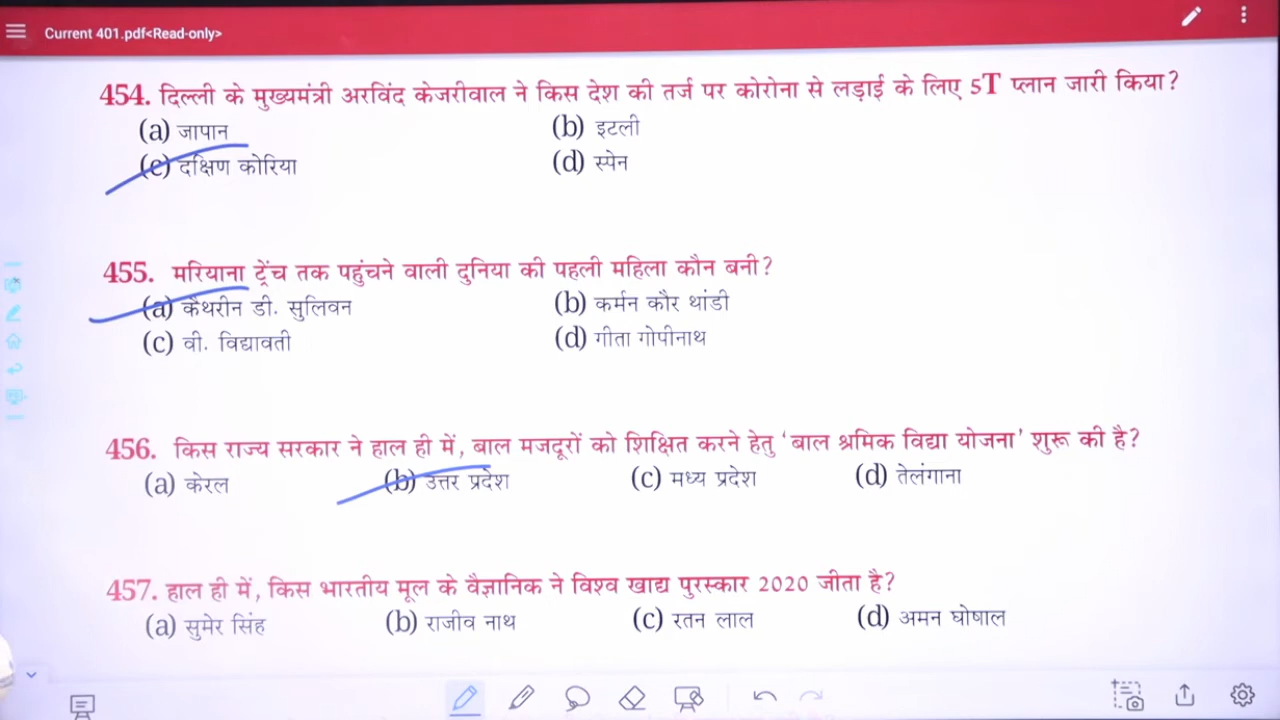 Current 401.pdf<Read-only>
454. दिल्ली के मुख्यमंत्री अरविंद केजरीवाल ने किस देश की तर्ज पर कोरोना से लड़ाई के लिए 5T प्लान जारी किया?
(a) जापान (b) इटली
(c) दक्षिण कोरिया (d) स्पेन
455. मरियाना ट्रेंच तक पहुंचने वाली दुनिया की पहली महिला कौन बनी?
(a) कैथरीन डी. सुलिवन (b) कर्मन कौर थांडी
(c) वी. विद्यावती (d) गीता गोपीनाथ
456. किस राज्य सरकार ने हाल ही में, बाल मजदूरों को शिक्षित करने हेतु 'बाल श्रमिक विद्या योजना' शुरू की है?
(a) केरल (b) उत्तर प्रदेश (c) मध्य प्रदेश (d) तेलंगाना
457. हाल ही में, किस भारतीय मूल के वैज्ञानिक ने विश्व खाद्य पुरस्कार 2020 जीता है?
(a) सुमेर सिंह (b) राजीव नाथ (c) रतन लाल (d) अमन घोषाल